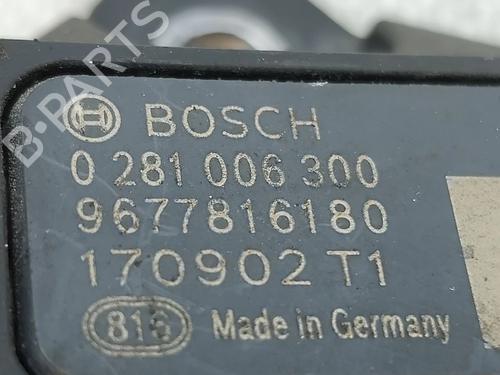 B-PARTS
BOSCH
0 281 006 300
9677816180
170902 T1
816 Made in Germany